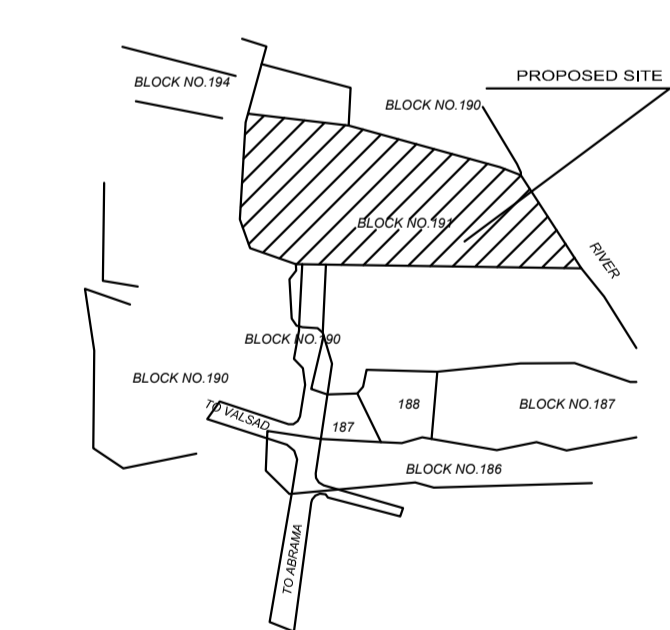 PROPOSED SITE
BLOCK NO.194
BLOCK NO.190
BLOCK NO.191
RIVER
BLOCK NO.190
BLOCK NO.190
TO VALSAD
188
BLOCK NO.187
187
BLOCK NO.186
TO ABRAMA